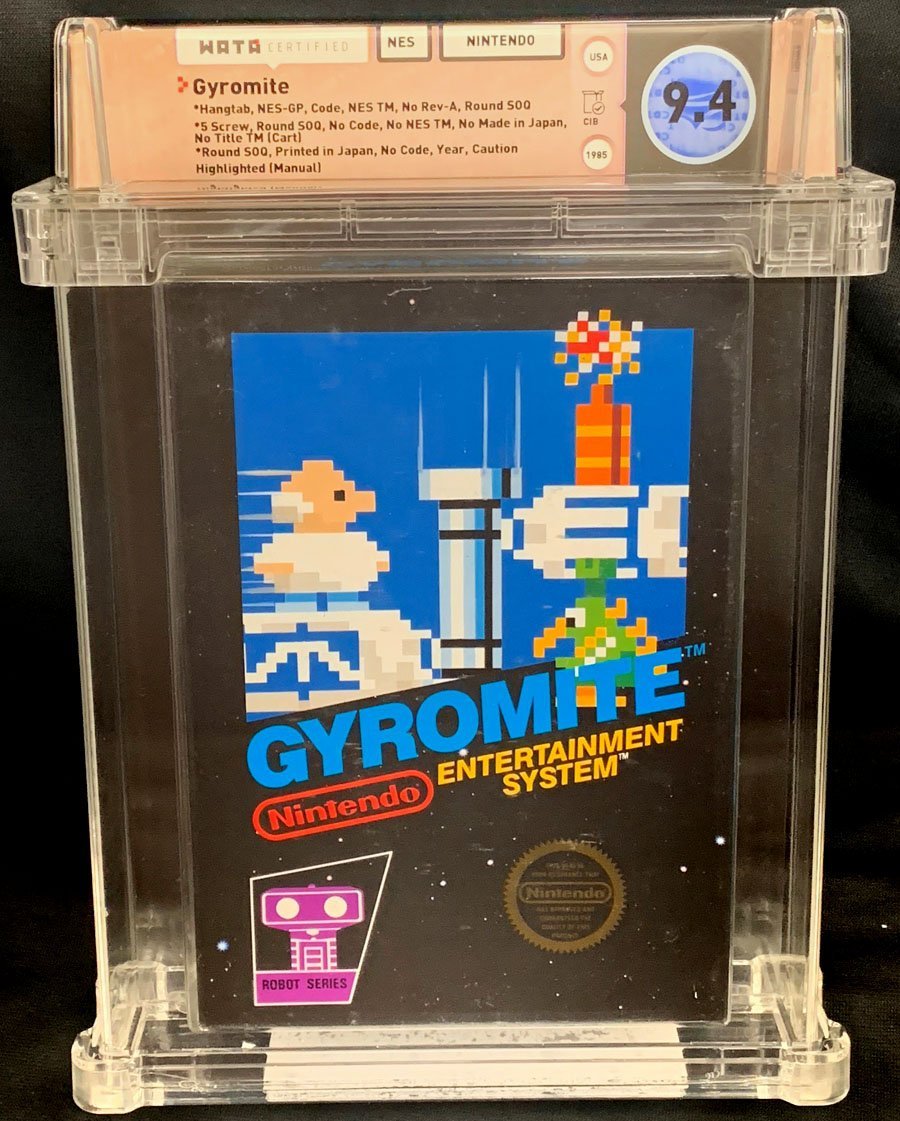 WATA CERTIFIED
NES
NINTENDO
USA
Gyromite
*Hangtab, NES-GP, Code, NES TM, No Rev-A, Round SOQ
*5 Screw, Round SOQ, No Code, No NES TM, No Made in Japan,
No Title TM (Cart)
*Round SOQ, Printed in Japan, No Code, Year, Caution
Highlighted (Manual)
CIB
1985
9.4
GYROMITE™
Nintendo
ENTERTAINMENT
SYSTEM™
ROBOT SERIES
Nintendo